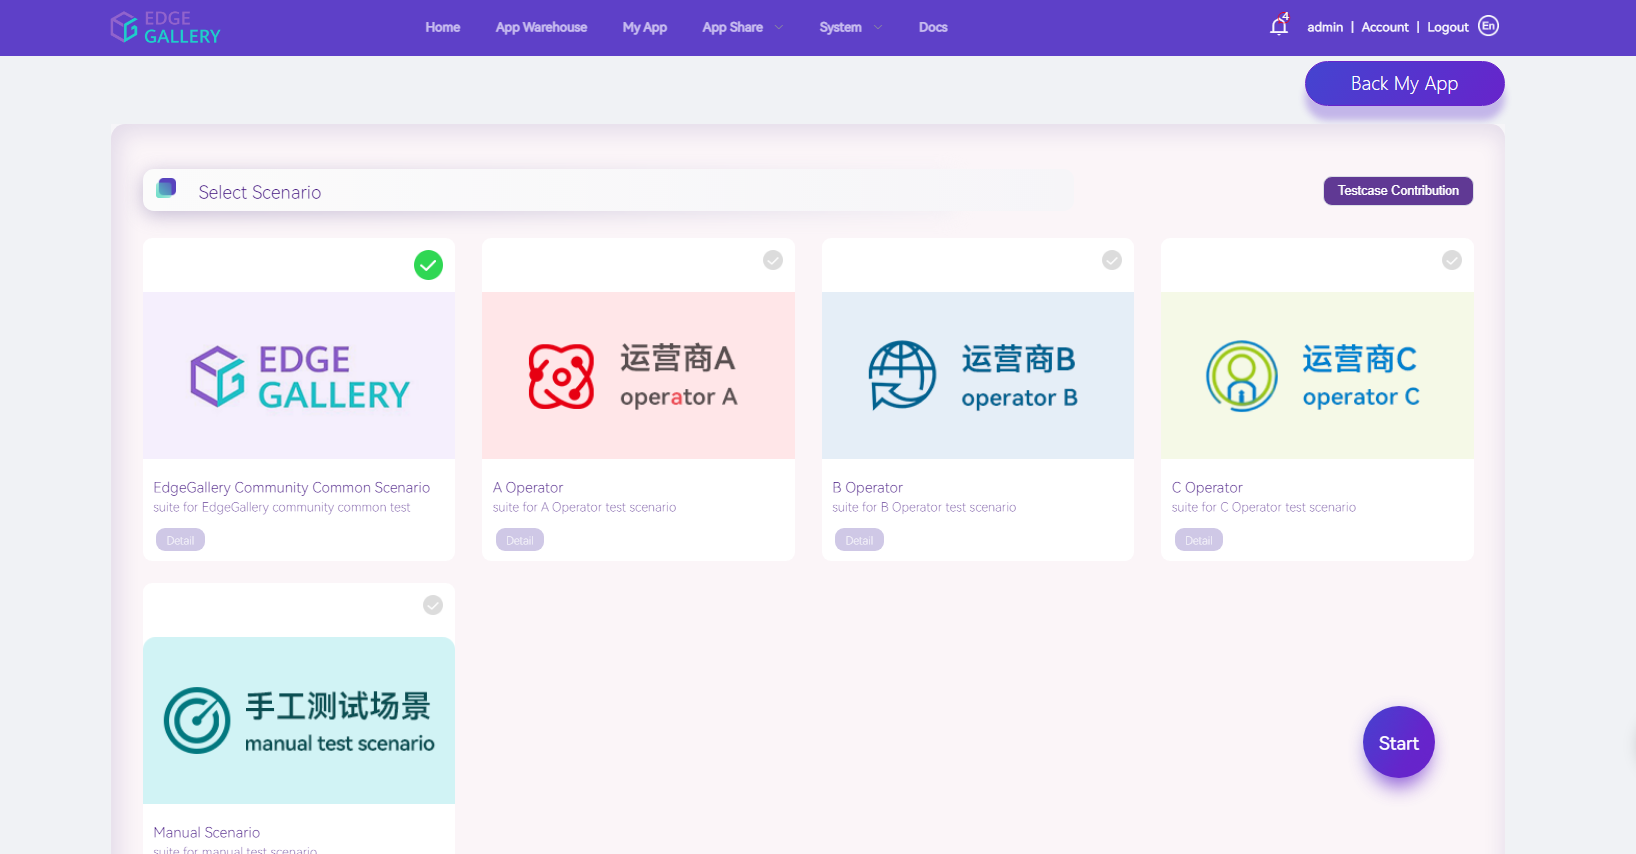 EDGE
GALLERY
Home
App Warehouse
My App
App Share
System
Docs
4
admin | Account | Logout
En
Back My App
Select Scenario
Testcase Contribution
EDGE
GALLERY
运营商A
operator A
运营商B
operator B
运营商C
operator C
EdgeGallery Community Common Scenario
suite for EdgeGallery community common test
Detail
A Operator
suite for A Operator test scenario
Detail
B Operator
suite for B Operator test scenario
Detail
C Operator
suite for C Operator test scenario
Detail
手工测试场景
manual test scenario
Start
Manual Scenario
suite for manual test scenario